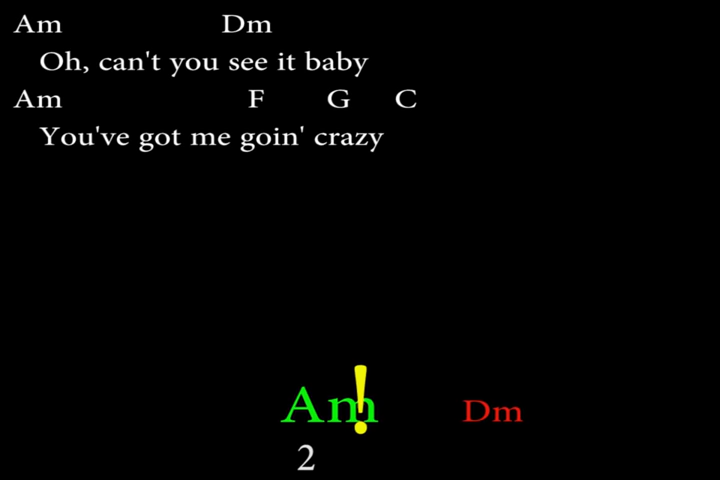 Am Dm
Oh, can't you see it baby
Am F G C
You've got me goin' crazy
Am! Dm
2